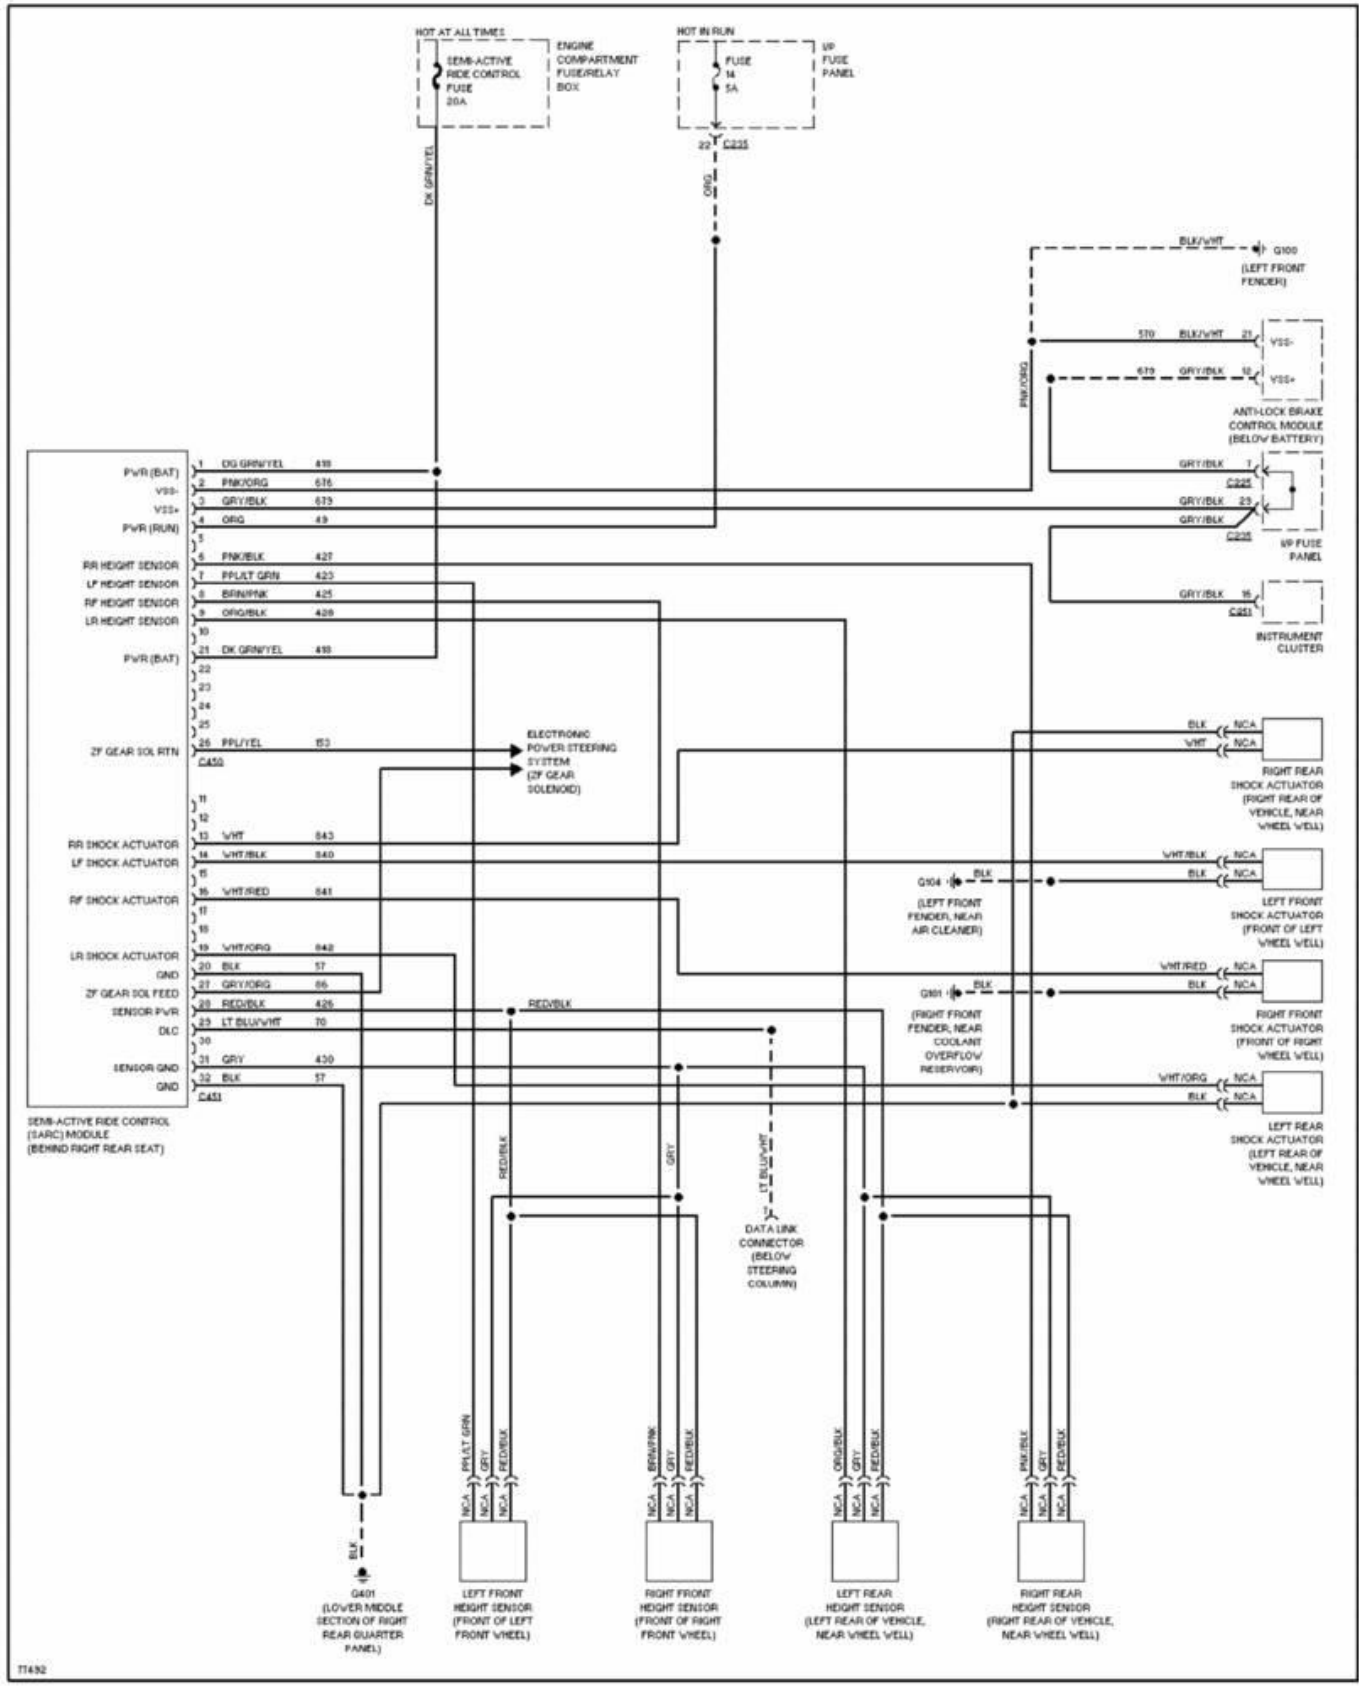 HOT AT ALL TIMES
SEMI-ACTIVE
RIDE CONTROL
FUSE
20A
ENGINE
COMPARTMENT
FUSE/RELAY
BOX
HOT IN RUN
FUSE
14
5A
I/P
FUSE
PANEL
22
C235
DK GRN/YEL
ORG
BLK/WHT
G100
(LEFT FRONT
FENDER)
570 BLK/WHT 21
VSS-
679 GRY/BLK 12
VSS+
ANTI-LOCK BRAKE
CONTROL MODULE
(BELOW BATTERY)
PNK/ORG
GRY/BLK 7
C225
GRY/BLK 23
GRY/BLK
C235
I/P FUSE
PANEL
GRY/BLK 16
C251
INSTRUMENT
CLUSTER
PWR (BAT) 1 DG GRN/YEL 418
VSS- 2 PNK/ORG 676
VSS+ 3 GRY/BLK 679
PWR (RUN) 4 ORG 49
5
RR HEIGHT SENSOR 6 PNK/BLK 427
LF HEIGHT SENSOR 7 PPL/LT GRN 423
RF HEIGHT SENSOR 8 BRN/PNK 425
LR HEIGHT SENSOR 9 ORG/BLK 428
10
PWR (BAT) 21 DK GRN/YEL 418
22
23
24
25
ZF GEAR SOL RTN 26 PPL/YEL 153
C450
ELECTRONIC
POWER STEERING
SYSTEM
(ZF GEAR
SOLENOID)
11
12
RR SHOCK ACTUATOR 13 WHT 843
LF SHOCK ACTUATOR 14 WHT/BLK 840
15
RF SHOCK ACTUATOR 16 WHT/RED 841
17
18
LR SHOCK ACTUATOR 19 WHT/ORG 842
GND 20 BLK 57
ZF GEAR SOL FEED 27 GRY/ORG 86
SENSOR PWR 28 RED/BLK 426
RED/BLK
DLC 29 LT BLU/WHT 70
30
SENSOR GND 31 GRY 430
GND 32 BLK 57
C451
SEMI-ACTIVE RIDE CONTROL
(SARC) MODULE
(BEHIND RIGHT REAR SEAT)
BLK NCA
WHT NCA
RIGHT REAR
SHOCK ACTUATOR
(RIGHT REAR OF
VEHICLE, NEAR
WHEEL WELL)
WHT/BLK NCA
BLK NCA
LEFT FRONT
SHOCK ACTUATOR
(FRONT OF LEFT
WHEEL WELL)
G104 BLK
(LEFT FRONT
FENDER, NEAR
AIR CLEANER)
WHT/RED NCA
BLK NCA
RIGHT FRONT
SHOCK ACTUATOR
(FRONT OF RIGHT
WHEEL WELL)
G101 BLK
(RIGHT FRONT
FENDER, NEAR
COOLANT
OVERFLOW
RESERVOIR)
WHT/ORG NCA
BLK NCA
LEFT REAR
SHOCK ACTUATOR
(LEFT REAR OF
VEHICLE, NEAR
WHEEL WELL)
RED/BLK
GRY
LT BLU/WHT
7
DATA LINK
CONNECTOR
(BELOW
STEERING
COLUMN)
BLK
G401
(LOWER MIDDLE
SECTION OF RIGHT
REAR QUARTER
PANEL)
PPL/LT GRN
GRY
RED/BLK
NCA
NCA
NCA
LEFT FRONT
HEIGHT SENSOR
(FRONT OF LEFT
FRONT WHEEL)
BRN/PNK
GRY
RED/BLK
NCA
NCA
NCA
RIGHT FRONT
HEIGHT SENSOR
(FRONT OF RIGHT
FRONT WHEEL)
ORG/BLK
GRY
RED/BLK
NCA
NCA
NCA
LEFT REAR
HEIGHT SENSOR
(LEFT REAR OF VEHICLE,
NEAR WHEEL WELL)
PNK/BLK
GRY
RED/BLK
NCA
NCA
NCA
RIGHT REAR
HEIGHT SENSOR
(RIGHT REAR OF VEHICLE,
NEAR WHEEL WELL)
77492